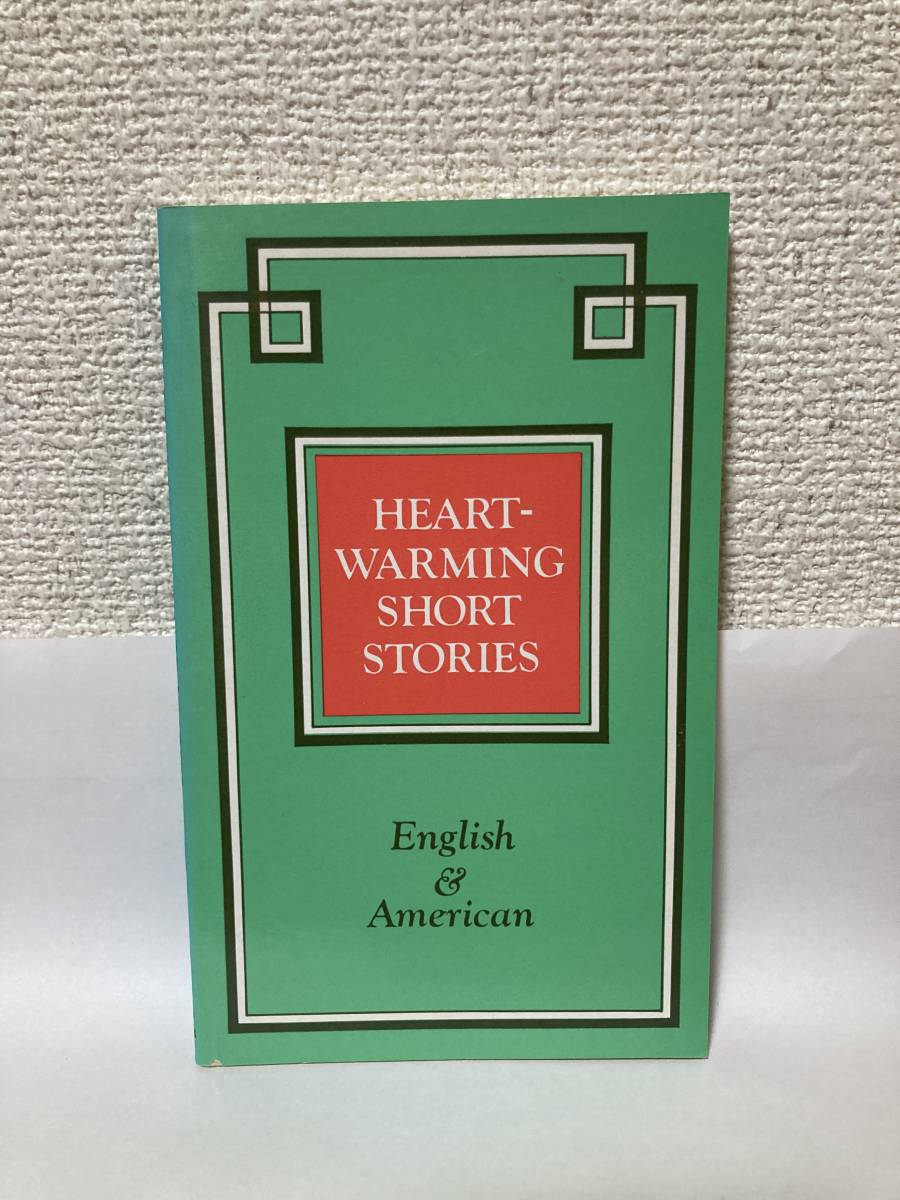 HEART-
WARMING
SHORT
STORIES
English
&
American